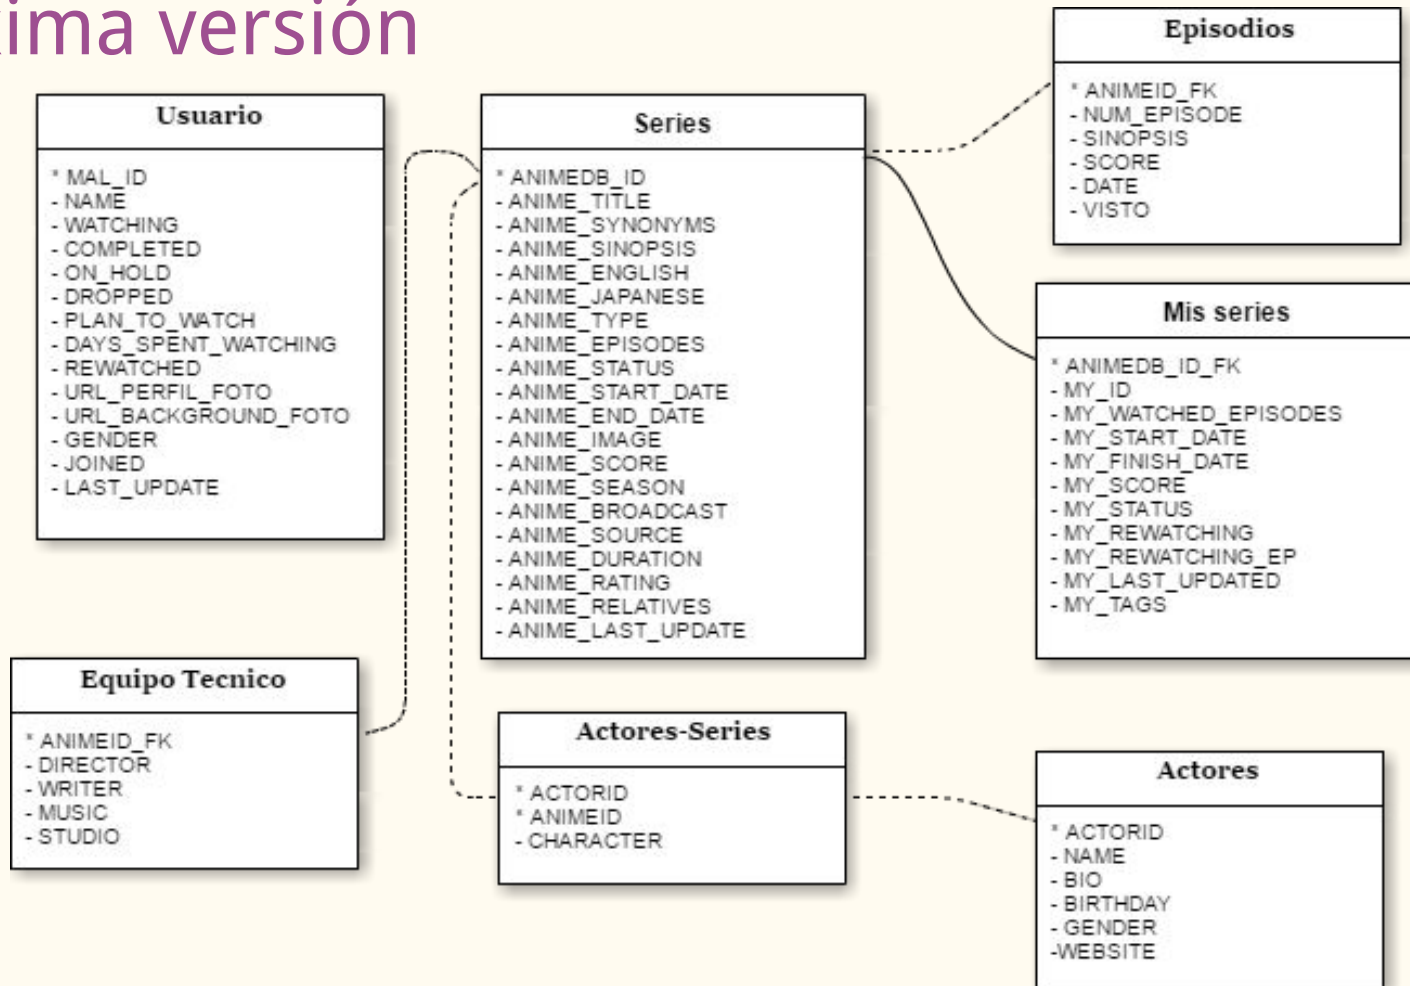 ima versión
Usuario
* MAL_ID
- NAME
- WATCHING
- COMPLETED
- ON_HOLD
- DROPPED
- PLAN_TO_WATCH
- DAYS_SPENT_WATCHING
- REWATCHED
- URL_PERFIL_FOTO
- URL_BACKGROUND_FOTO
- GENDER
- JOINED
- LAST_UPDATE
Series
* ANIMEDB_ID
- ANIME_TITLE
- ANIME_SYNONYMS
- ANIME_SINOPSIS
- ANIME_ENGLISH
- ANIME_JAPANESE
- ANIME_TYPE
- ANIME_EPISODES
- ANIME_STATUS
- ANIME_START_DATE
- ANIME_END_DATE
- ANIME_IMAGE
- ANIME_SCORE
- ANIME_SEASON
- ANIME_BROADCAST
- ANIME_SOURCE
- ANIME_DURATION
- ANIME_RATING
- ANIME_RELATIVES
- ANIME_LAST_UPDATE
Episodios
* ANIMEID_FK
- NUM_EPISODE
- SINOPSIS
- SCORE
- DATE
- VISTO
Mis series
* ANIMEDB_ID_FK
- MY_ID
- MY_WATCHED_EPISODES
- MY_START_DATE
- MY_FINISH_DATE
- MY_SCORE
- MY_STATUS
- MY_REWATCHING
- MY_REWATCHING_EP
- MY_LAST_UPDATED
- MY_TAGS
Equipo Tecnico
* ANIMEID_FK
- DIRECTOR
- WRITER
- MUSIC
- STUDIO
Actores-Series
* ACTORID
* ANIMEID
- CHARACTER
Actores
* ACTORID
- NAME
- BIO
- BIRTHDAY
- GENDER
-WEBSITE